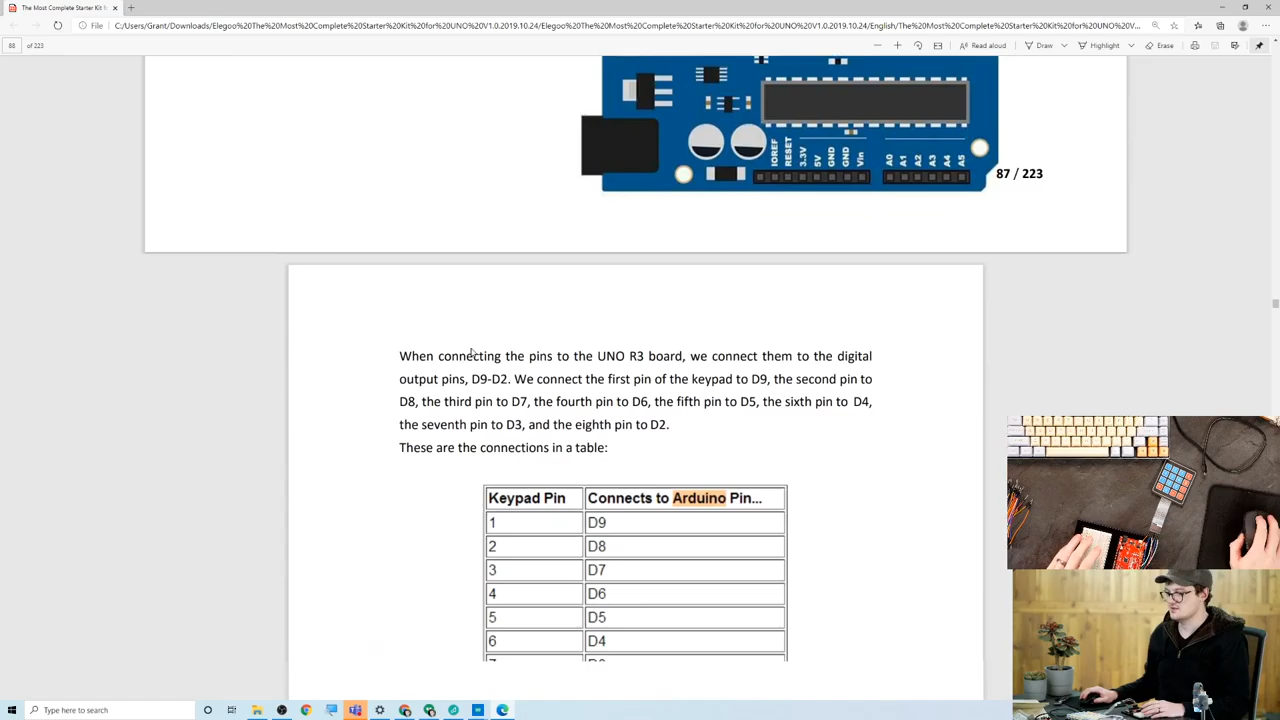 The Most Complete Starter Kit f
File
C:/Users/Grant/Downloads/Elegoo%20The%20Most%20Complete%20Starter%20Kit%20for%20UNO%20V1.0.2019.10.24/Elegoo%20The%20Most%20Complete%20Starter%20Kit%20for%20UNO%20V1.0.2019.10.24/English/The%20Most%20Complete%20Starter%20Kit%20for%20UNO%20V...
88 of 223
Read aloud
Draw
Highlight
Erase
IOREF RESET 3.3V 5V GND GND Vin A0 A1 A2 A3 A4 A5
87 / 223
When connecting the pins to the UNO R3 board, we connect them to the digital
output pins, D9-D2. We connect the first pin of the keypad to D9, the second pin to
D8, the third pin to D7, the fourth pin to D6, the fifth pin to D5, the sixth pin to D4,
the seventh pin to D3, and the eighth pin to D2.
These are the connections in a table:
Keypad Pin Connects to Arduino Pin...
1 D9
2 D8
3 D7
4 D6
5 D5
6 D4
Type here to search